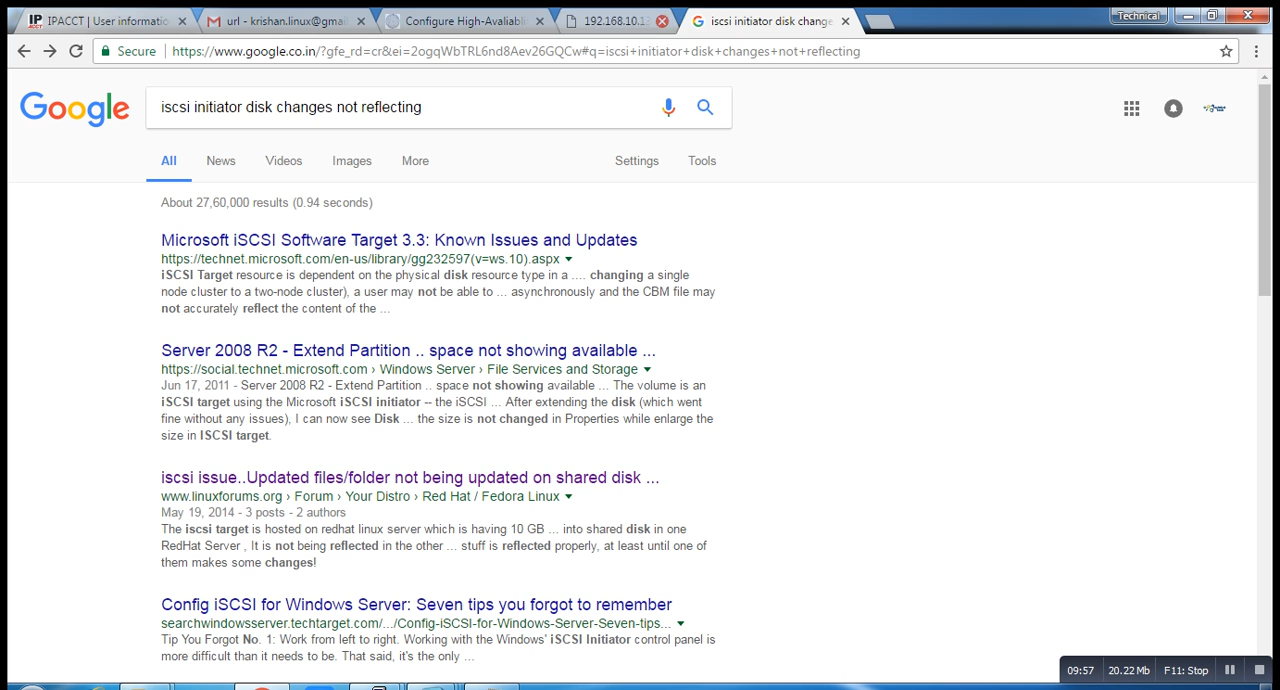 IPACCT | User informatio
url - krishan.linux@gmai
Configure High-Avaliabl
192.168.10.1
iscsi initiator disk change
Technical
Secure https://www.google.co.in/?gfe_rd=cr&ei=2ogqWbTRL6nd8Aev26GQCw#q=iscsi+initiator+disk+changes+not+reflecting
Google
iscsi initiator disk changes not reflecting
All News Videos Images More Settings Tools
About 27,60,000 results (0.94 seconds)
Microsoft iSCSI Software Target 3.3: Known Issues and Updates
https://technet.microsoft.com/en-us/library/gg232597(v=ws.10).aspx
iSCSI Target resource is dependent on the physical disk resource type in a .... changing a single
node cluster to a two-node cluster), a user may not be able to ... asynchronously and the CBM file may
not accurately reflect the content of the ...
Server 2008 R2 - Extend Partition .. space not showing available ...
https://social.technet.microsoft.com › Windows Server › File Services and Storage
Jun 17, 2011 - Server 2008 R2 - Extend Partition .. space not showing available ... The volume is an
iSCSI target using the Microsoft iSCSI initiator -- the iSCSI ... After extending the disk (which went
fine without any issues), I can now see Disk ... the size is not changed in Properties while enlarge the
size in ISCSI target.
iscsi issue..Updated files/folder not being updated on shared disk ...
www.linuxforums.org › Forum › Your Distro › Red Hat / Fedora Linux
May 19, 2014 - 3 posts - 2 authors
The iscsi target is hosted on redhat linux server which is having 10 GB ... into shared disk in one
RedHat Server , It is not being reflected in the other ... stuff is reflected properly, at least until one of
them makes some changes!
Config iSCSI for Windows Server: Seven tips you forgot to remember
searchwindowsserver.techtarget.com/.../Config-iSCSI-for-Windows-Server-Seven-tips...
Tip You Forgot No. 1: Work from left to right. Working with the Windows' iSCSI Initiator control panel is
more difficult than it needs to be. That said, it's the only ...
09:57 20.22 Mb F11: Stop